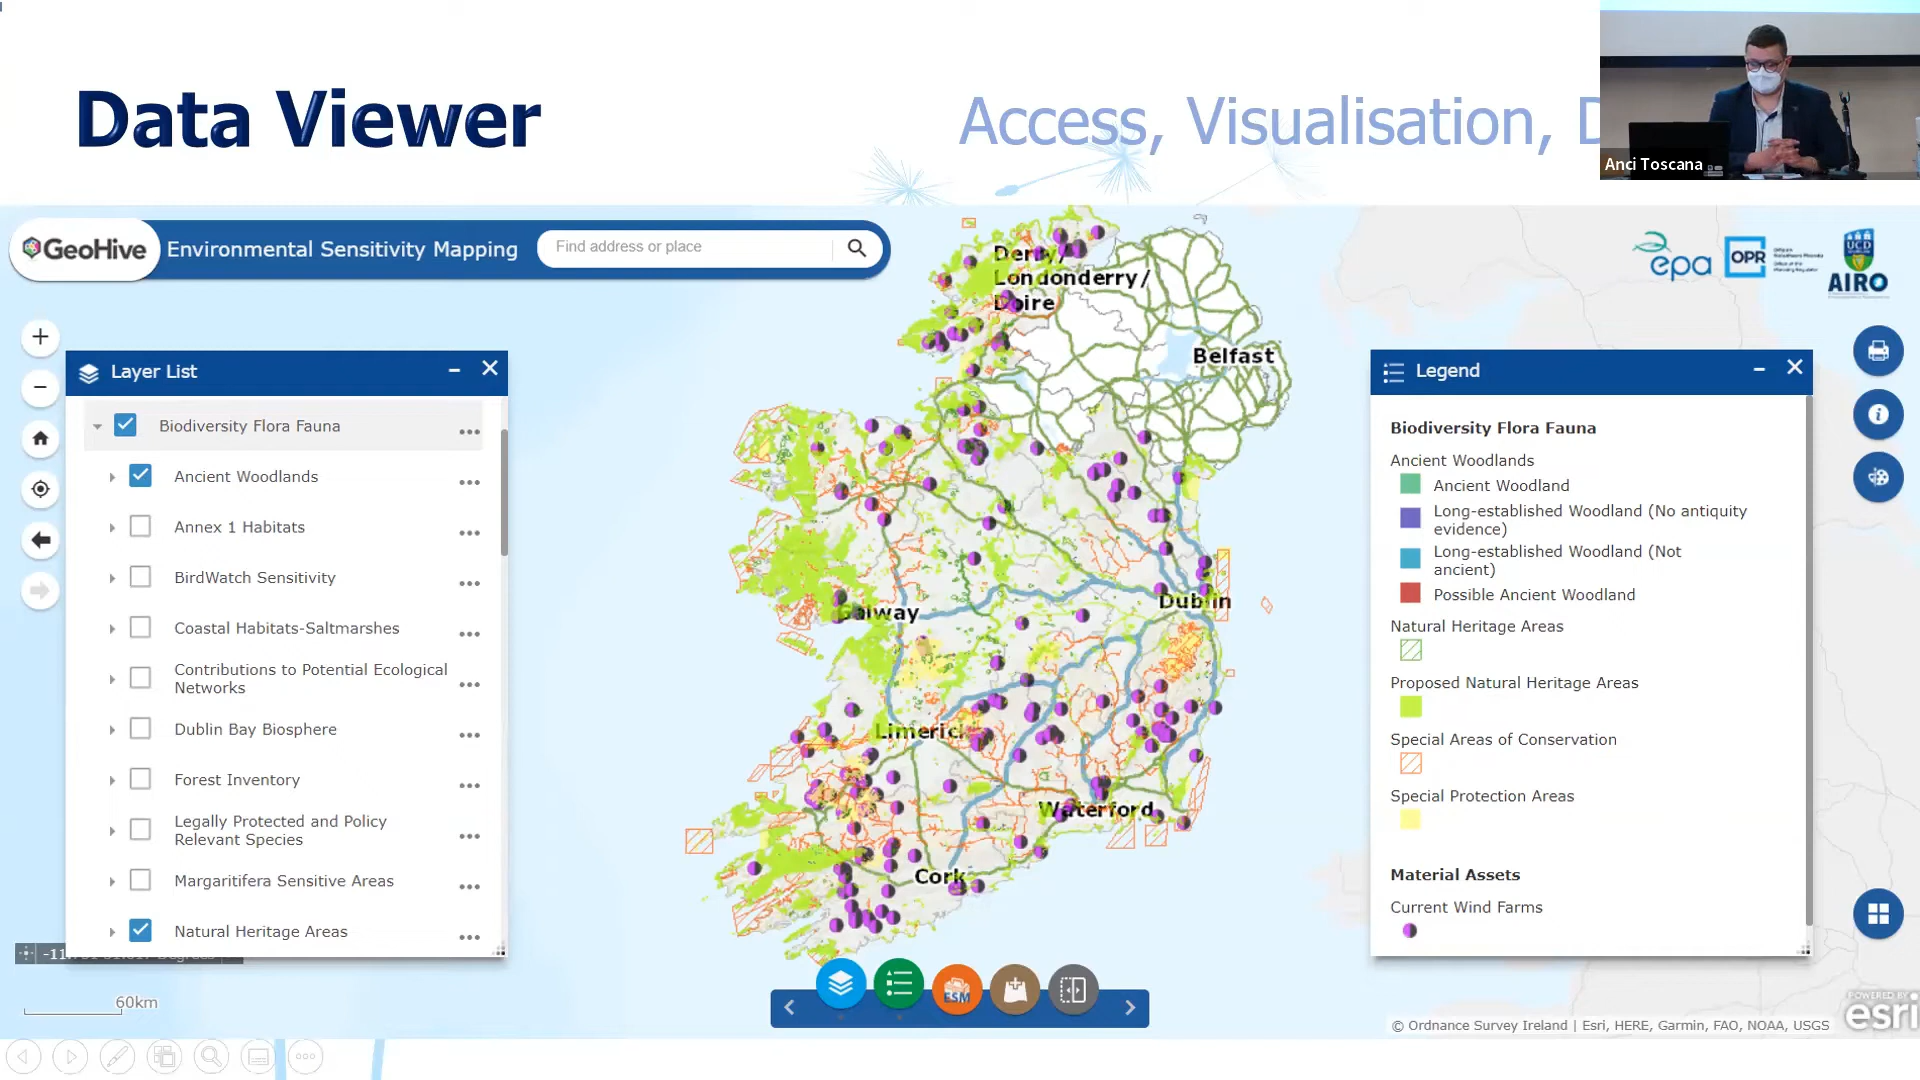 Data Viewer
Access, Visualisation, D
Anci Toscana
GeoHive
Environmental Sensitivity Mapping
Find address or place
epa
OPR
UCD
AIRO
Layer List
Biodiversity Flora Fauna
Ancient Woodlands
Annex 1 Habitats
BirdWatch Sensitivity
Coastal Habitats-Saltmarshes
Contributions to Potential Ecological
Networks
Dublin Bay Biosphere
Forest Inventory
Legally Protected and Policy
Relevant Species
Margaritifera Sensitive Areas
Natural Heritage Areas
60km
Derry/
Londonderry/
Doire
Belfast
Galway
Dublin
Limerick
Waterford
Cork
ESM
Legend
Biodiversity Flora Fauna
Ancient Woodlands
Ancient Woodland
Long-established Woodland (No antiquity
evidence)
Long-established Woodland (Not
ancient)
Possible Ancient Woodland
Natural Heritage Areas
Proposed Natural Heritage Areas
Special Areas of Conservation
Special Protection Areas
Material Assets
Current Wind Farms
© Ordnance Survey Ireland | Esri, HERE, Garmin, FAO, NOAA, USGS
POWERED BY
esri